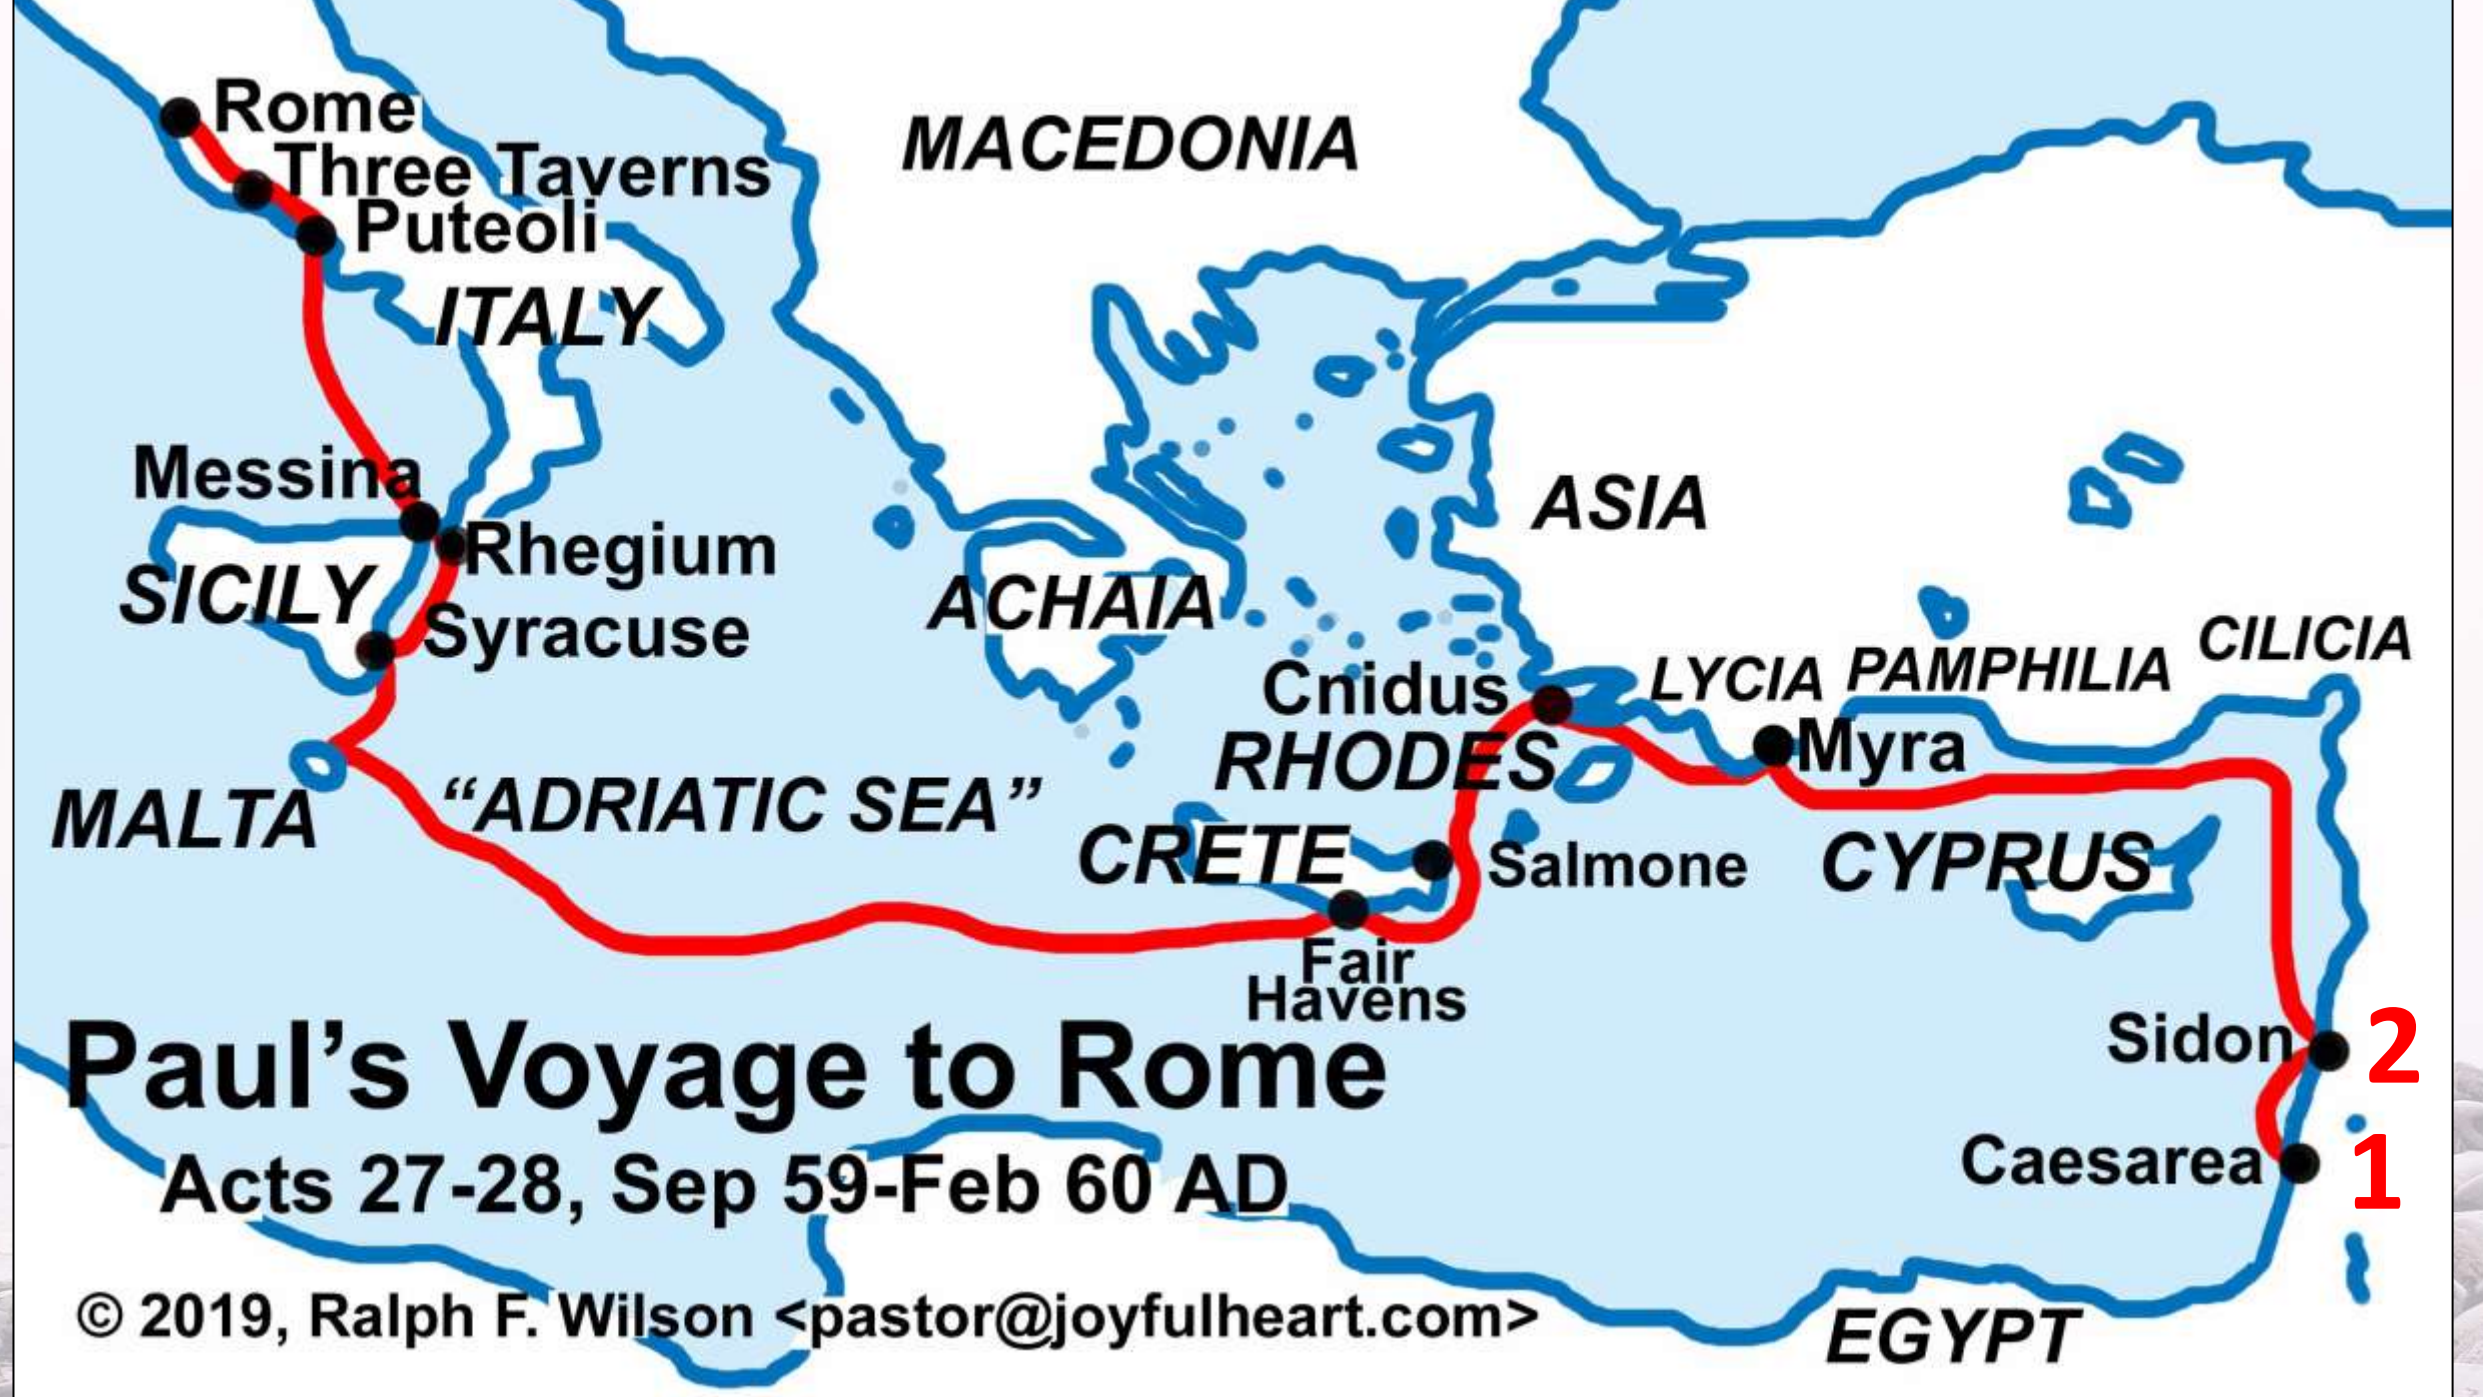 Rome
Three Taverns
Puteoli
ITALY
MACEDONIA
Messina
Rhegium
SICILY
Syracuse
ACHAIA
ASIA
Cnidus
LYCIA
PAMPHILIA
CILICIA
RHODES
Myra
MALTA
“ADRIATIC SEA”
CRETE
Salmone
CYPRUS
Fair
Havens
Sidon
2
Caesarea
1
Paul’s Voyage to Rome
Acts 27-28, Sep 59-Feb 60 AD
© 2019, Ralph F. Wilson <pastor@joyfulheart.com>
EGYPT